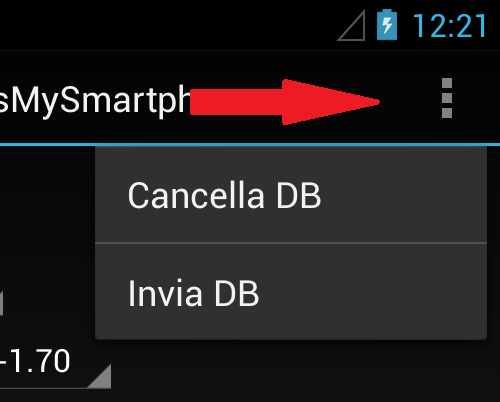 12:21
sMySmartph
Cancella DB
Invia DB
-1.70